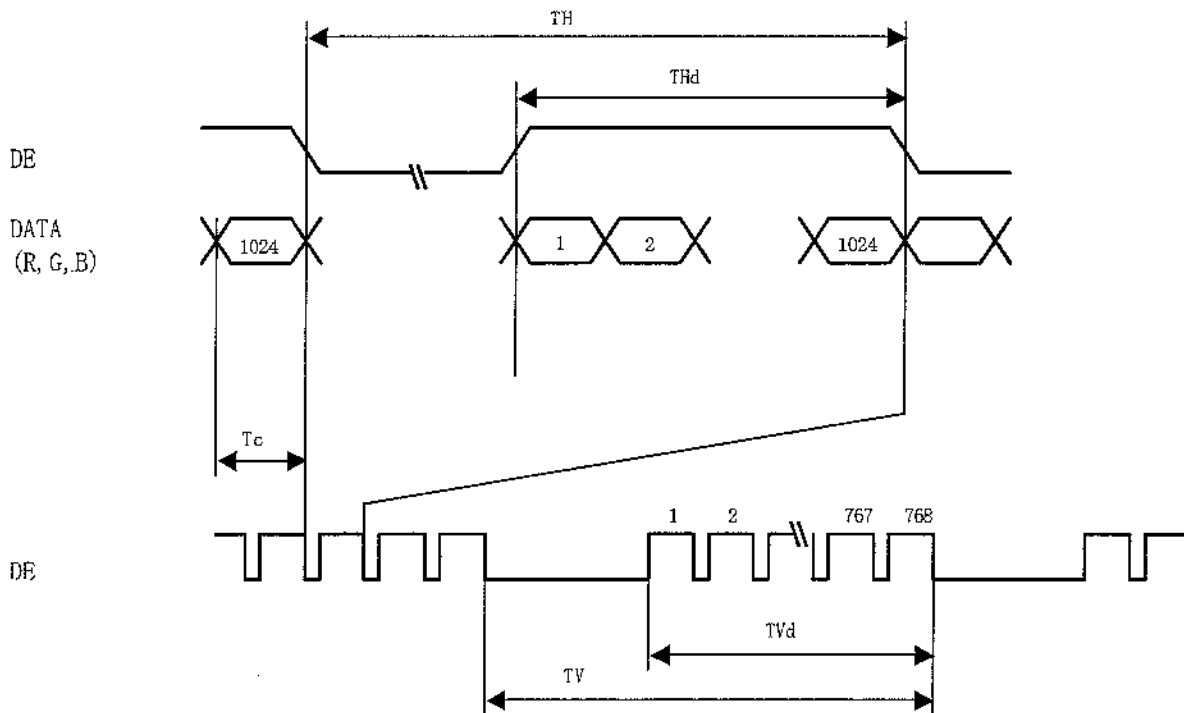 TH
THd
DE
DATA
(R, G, B)
1024
1
2
1024
Tc
1
2
767
768
DE
TVd
TV